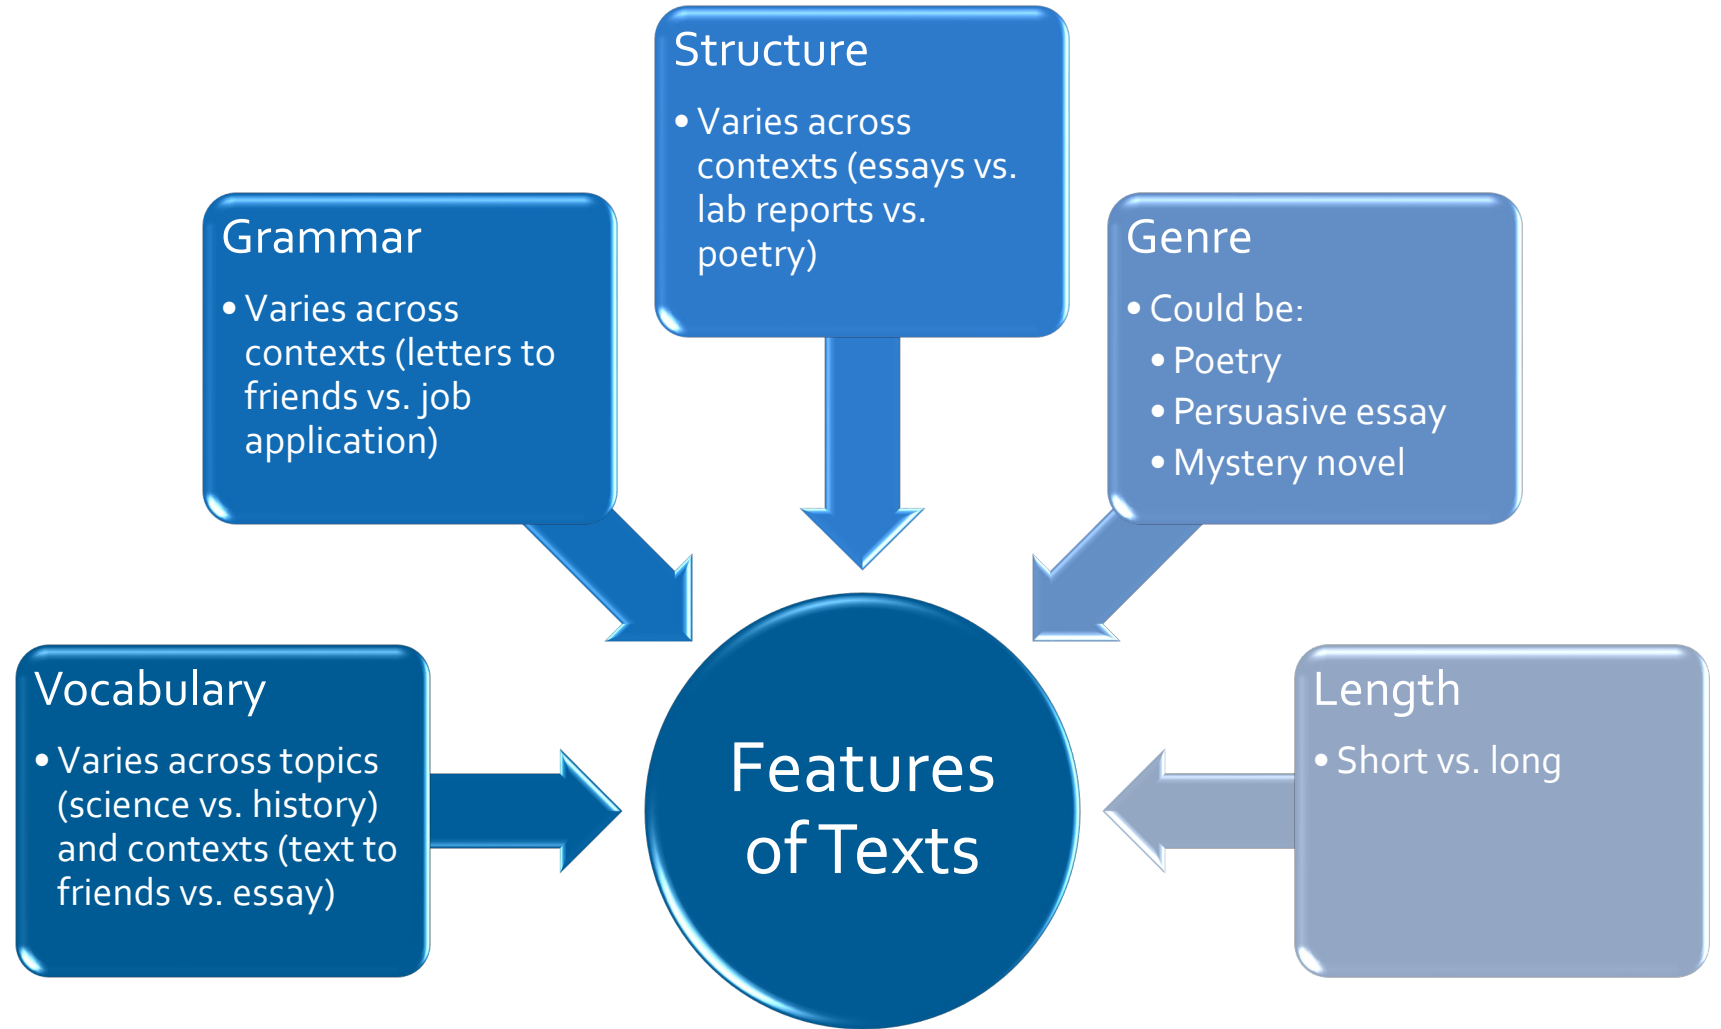 Structure
• Varies across
contexts (essays vs.
lab reports vs.
poetry)
Grammar
• Varies across
contexts (letters to
friends vs. job
application)
Genre
• Could be:
• Poetry
• Persuasive essay
• Mystery novel
Vocabulary
• Varies across topics
(science vs. history)
and contexts (text to
friends vs. essay)
Features
of Texts
Length
• Short vs. long